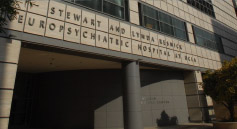 STEWART AND LYNDA RESNICK
EUROPSYCHIATRIC HOSPITAL AT UCLA